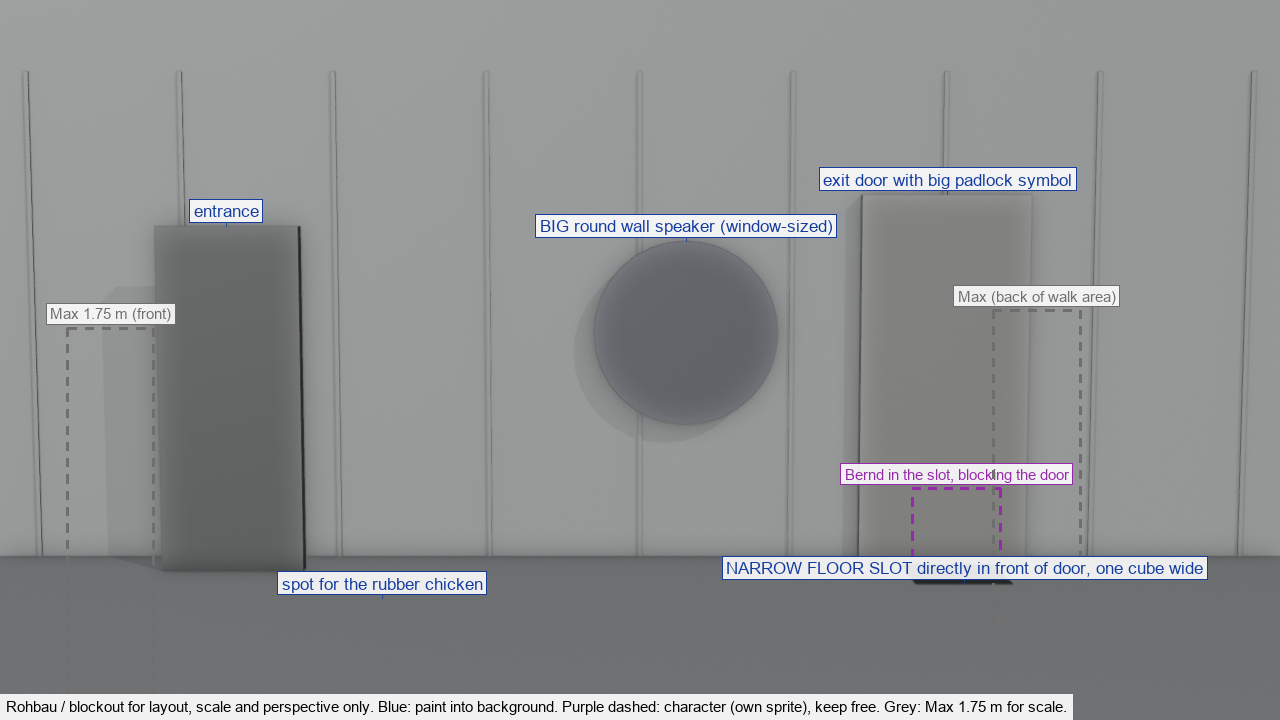 exit door with big padlock symbol
entrance
BIG round wall speaker (window-sized)
Max (back of walk area)
Max 1.75 m (front)
Bernd in the slot, blocking the door
NARROW FLOOR SLOT directly in front of door, one cube wide
spot for the rubber chicken
Rohbau / blockout for layout, scale and perspective only. Blue: paint into background. Purple dashed: character (own sprite), keep free. Grey: Max 1.75 m for scale.